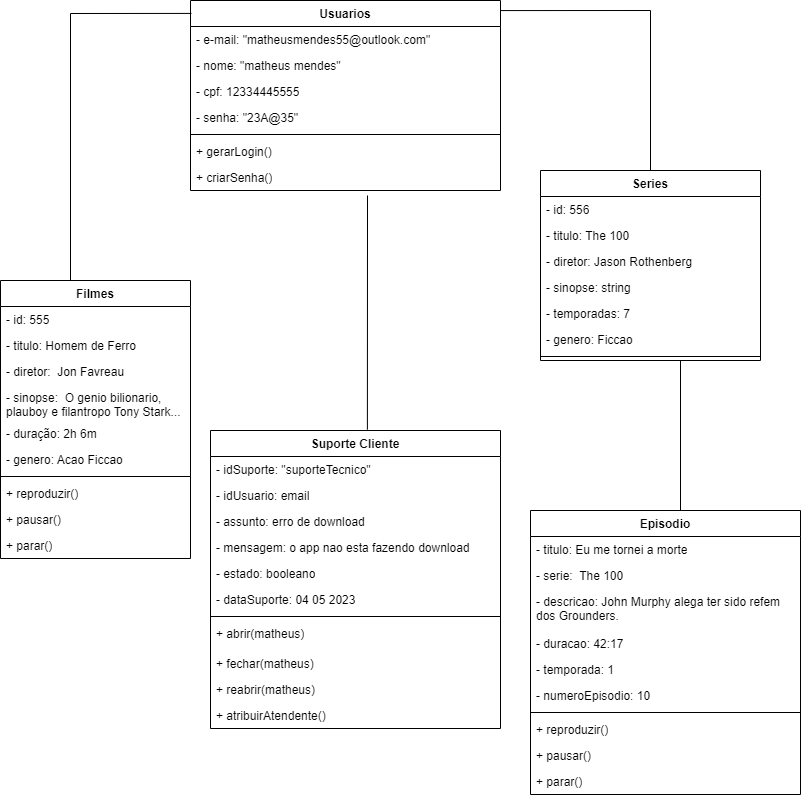 Usuarios
- e-mail: "matheusmendes55@outlook.com"
- nome: "matheus mendes"
- cpf: 12334445555
- senha: "23A@35"
+ gerarLogin()
+ criarSenha()
Series
- id: 556
- titulo: The 100
- diretor: Jason Rothenberg
- sinopse: string
- temporadas: 7
- genero: Ficcao
Filmes
- id: 555
- titulo: Homem de Ferro
- diretor:  Jon Favreau
- sinopse:  O genio bilionario,
plauboy e filantropo Tony Stark...
- duração: 2h 6m
- genero: Acao Ficcao
+ reproduzir()
+ pausar()
+ parar()
Suporte Cliente
- idSuporte: "suporteTecnico"
- idUsuario: email
- assunto: erro de download
- mensagem: o app nao esta fazendo download
- estado: booleano
- dataSuporte: 04 05 2023
+ abrir(matheus)
+ fechar(matheus)
+ reabrir(matheus)
+ atribuirAtendente()
Episodio
- titulo: Eu me tornei a morte
- serie:  The 100
- descricao: John Murphy alega ter sido refem
dos Grounders.
- duracao: 42:17
- temporada: 1
- numeroEpisodio: 10
+ reproduzir()
+ pausar()
+ parar()